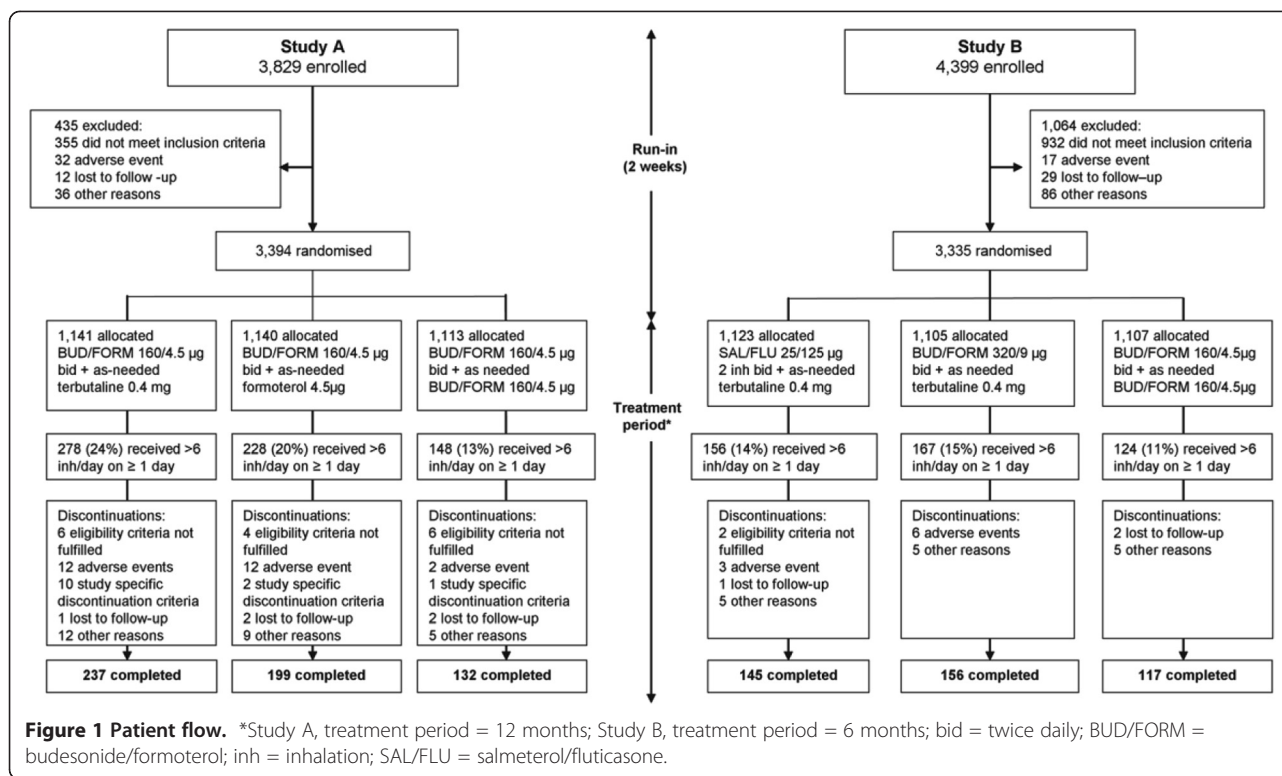 Study A
3,829 enrolled
435 excluded:
355 did not meet inclusion criteria
32 adverse event
12 lost to follow -up
36 other reasons
3,394 randomised
1,141 allocated
BUD/FORM 160/4.5 µg
bid + as-needed
terbutaline 0.4 mg
1,140 allocated
BUD/FORM 160/4.5 µg
bid + as-needed
formoterol 4.5µg
1,113 allocated
BUD/FORM 160/4.5 µg
bid + as needed
BUD/FORM 160/4.5 µg
278 (24%) received >6
inh/day on ≥ 1 day
228 (20%) received >6
inh/day on ≥ 1 day
148 (13%) received >6
inh/day on ≥ 1 day
Discontinuations:
6 eligibility criteria not
fulfilled
12 adverse events
10 study specific
discontinuation criteria
1 lost to follow-up
12 other reasons
Discontinuations:
4 eligibility criteria not
fulfilled
12 adverse event
2 study specific
discontinuation criteria
2 lost to follow-up
9 other reasons
Discontinuations:
6 eligibility criteria not
fulfilled
2 adverse event
1 study specific
discontinuation criteria
2 lost to follow-up
5 other reasons
237 completed
199 completed
132 completed
Run-in
(2 weeks)
Treatment
period*
Study B
4,399 enrolled
1,064 excluded:
932 did not meet inclusion criteria
17 adverse event
29 lost to follow–up
86 other reasons
3,335 randomised
1,123 allocated
SAL/FLU 25/125 µg
2 inh bid + as-needed
terbutaline 0.4 mg
1,105 allocated
BUD/FORM 320/9 µg
bid + as needed
terbutaline 0.4 mg
1,107 allocated
BUD/FORM 160/4.5µg
bid + as needed
BUD/FORM 160/4.5µg
156 (14%) received >6
inh/day on ≥ 1 day
167 (15%) received >6
inh/day on ≥ 1 day
124 (11%) received >6
inh/day on ≥ 1 day
Discontinuations:
2 eligibility criteria not
fulfilled
3 adverse event
1 lost to follow-up
5 other reasons
Discontinuations:
6 adverse events
5 other reasons
Discontinuations:
2 lost to follow-up
5 other reasons
145 completed
156 completed
117 completed
Figure 1 Patient flow. *Study A, treatment period = 12 months; Study B, treatment period = 6 months; bid = twice daily; BUD/FORM =
budesonide/formoterol; inh = inhalation; SAL/FLU = salmeterol/fluticasone.